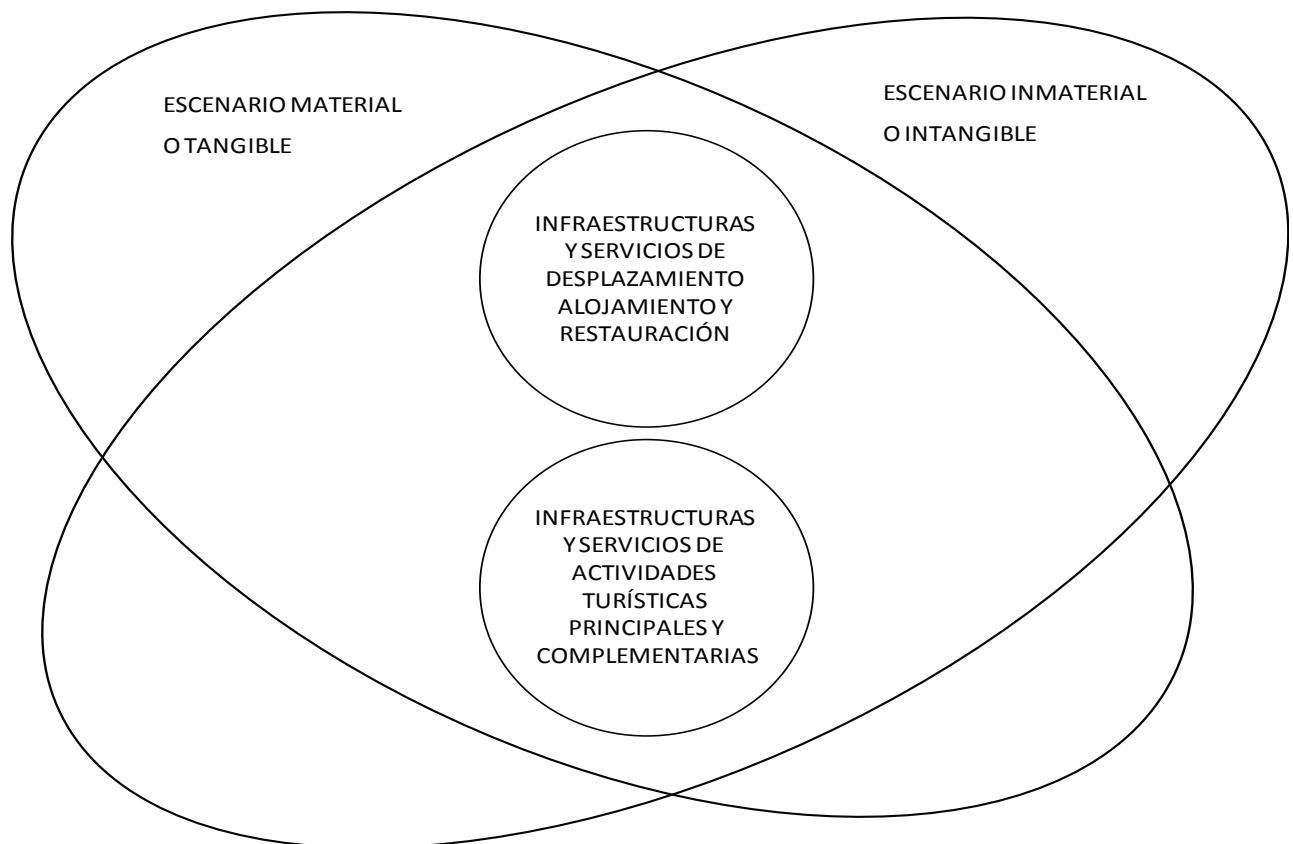 ESCENARIO MATERIAL
O TANGIBLE
ESCENARIO INMATERIAL
O INTANGIBLE
INFRAESTRUCTURAS
Y SERVICIOS DE
DESPLAZAMIENTO
ALOJAMIENTO Y
RESTAURACIÓN
INFRAESTRUCTURAS
Y SERVICIOS DE
ACTIVIDADES
TURÍSTICAS
PRINCIPALES Y
COMPLEMENTARIAS